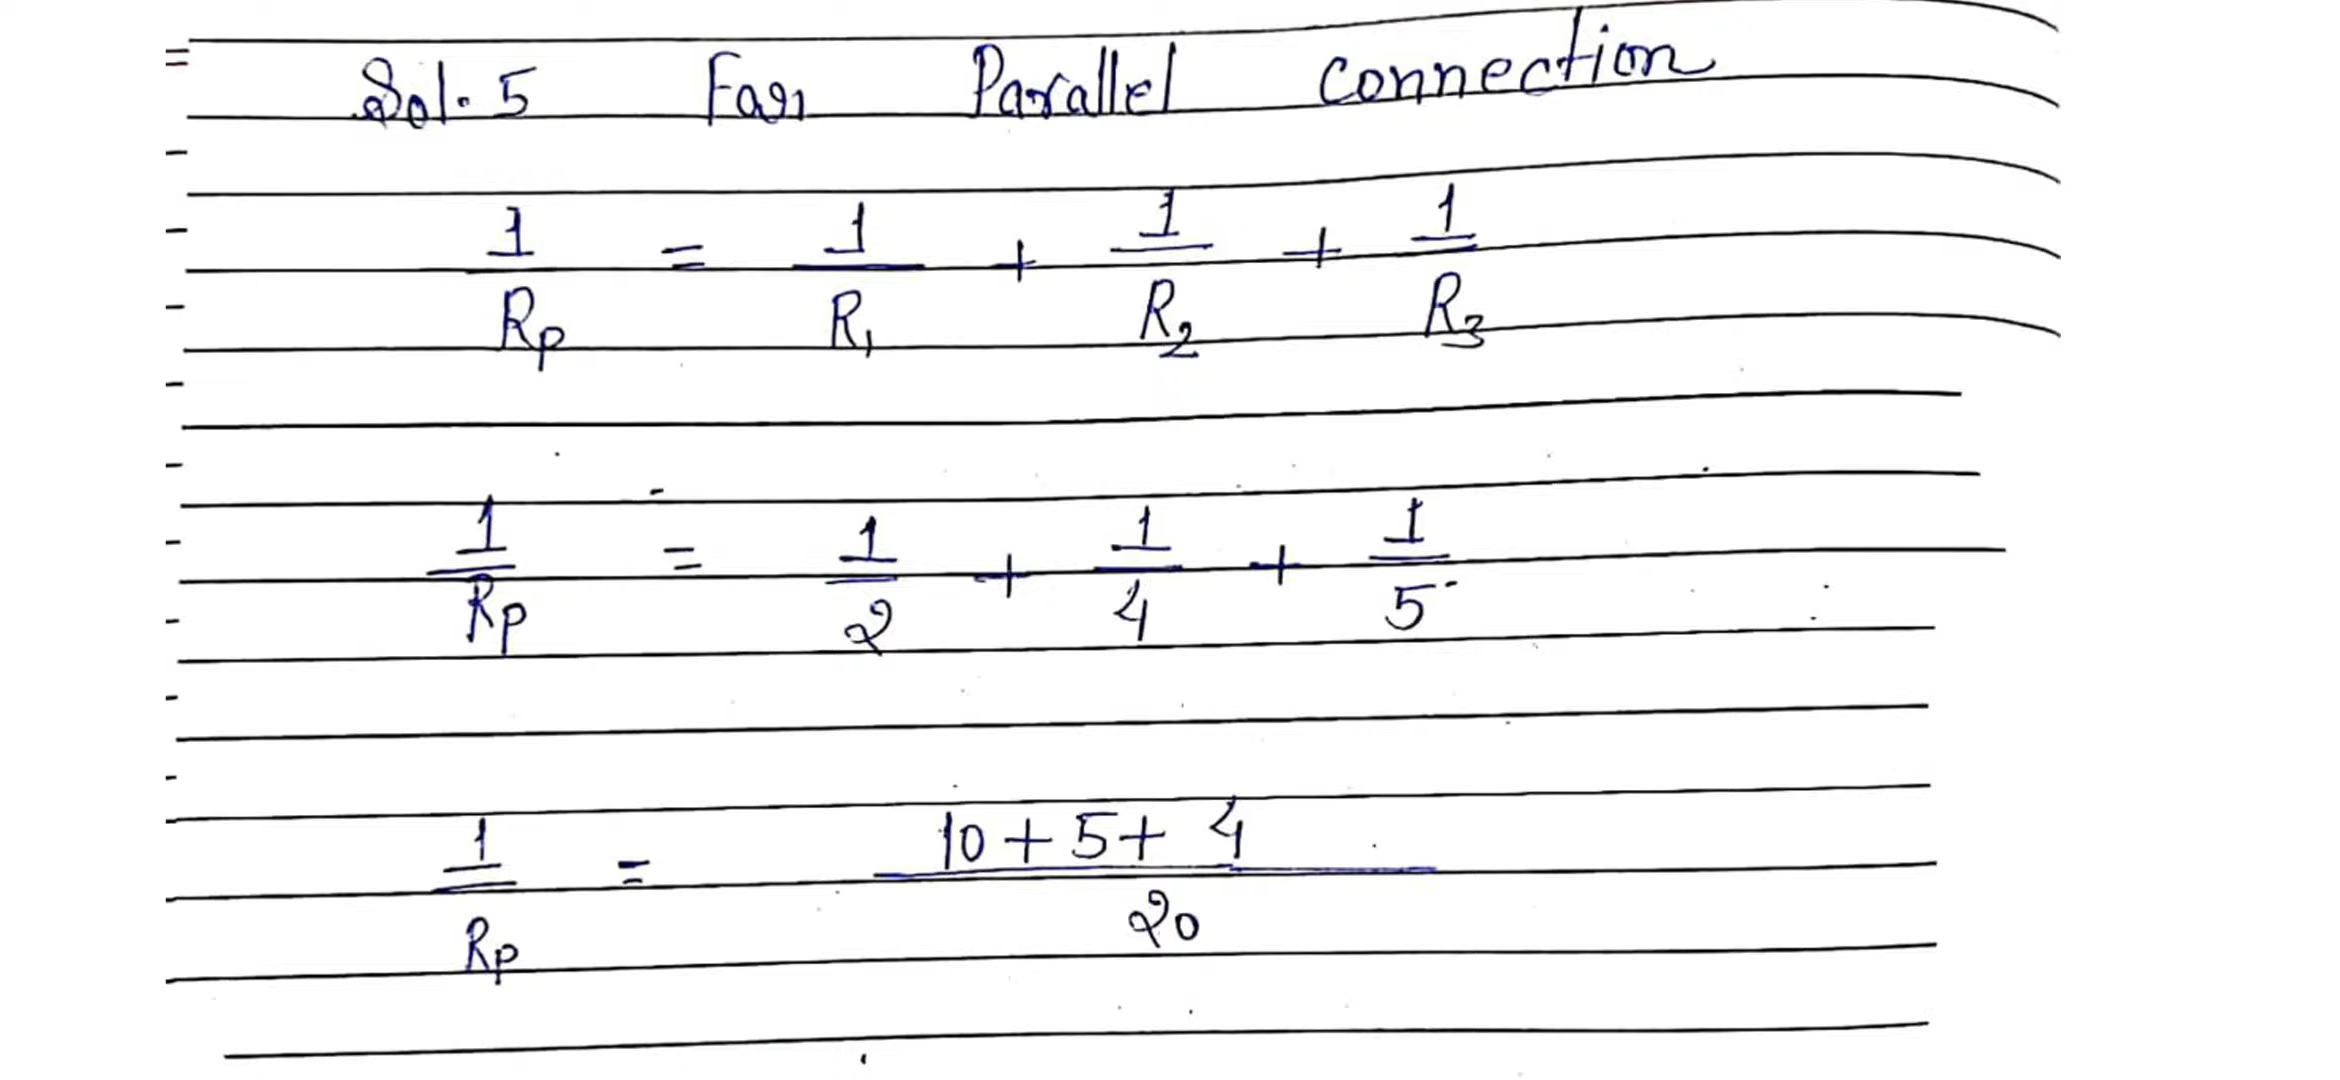 Sol. 5 For Parallel connection
1/Rp = 1/R1 + 1/R2 + 1/R3
1/Rp = 1/2 + 1/4 + 1/5
1/Rp = 10+5+4/20